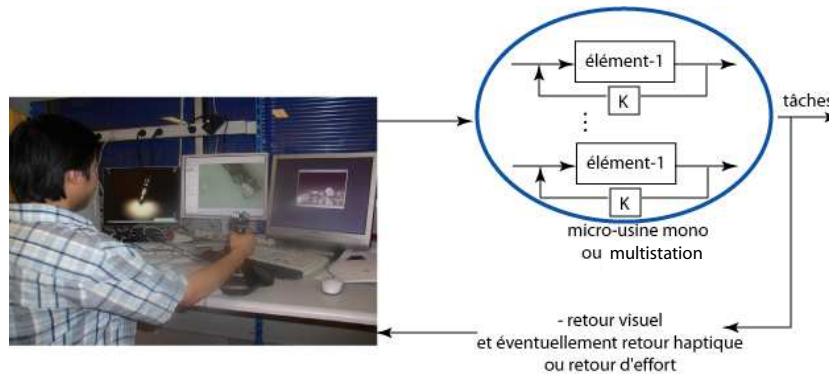 élément-1
K
élément-1
K
tâches
micro-usine mono
ou multistation
- retour visuel
et éventuellement retour haptique
ou retour d'effort